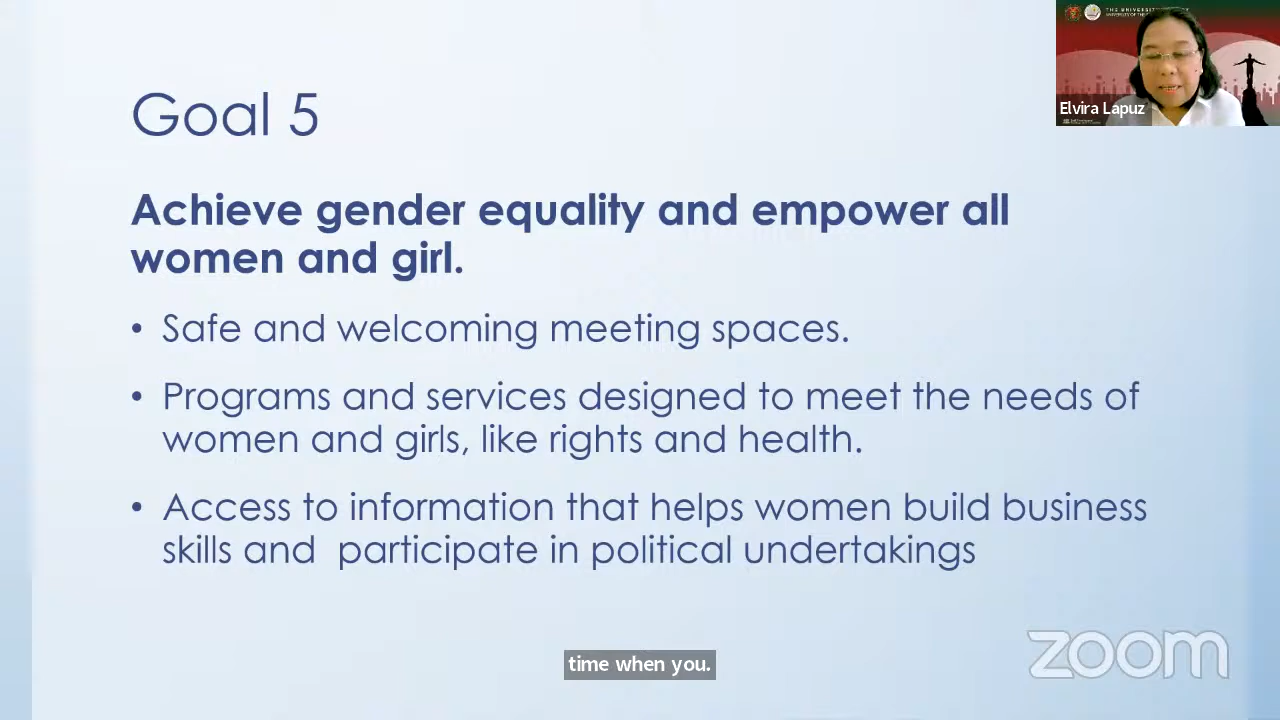 Goal 5
Achieve gender equality and empower all
women and girl.
• Safe and welcoming meeting spaces.
• Programs and services designed to meet the needs of
women and girls, like rights and health.
• Access to information that helps women build business
skills and  participate in political undertakings
Elvira Lapuz
time when you.
zoom